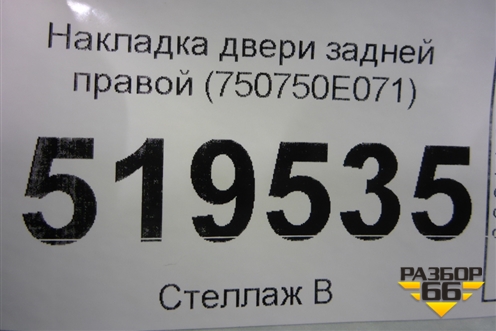 Накладка двери задней
правой (750750E071)
519535
Стеллаж В
РАЗБОР
66